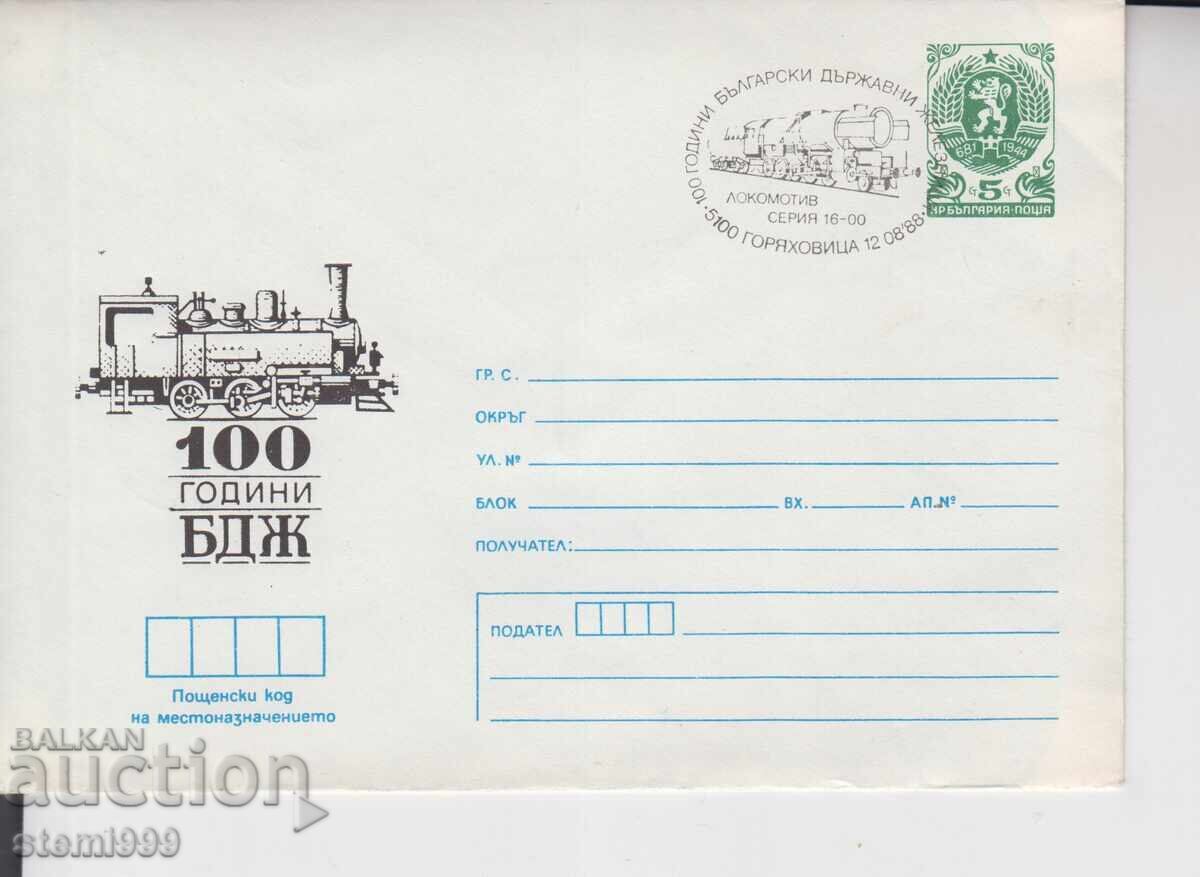 100 ГОДИНИ БЪЛГАРСКИ ДЪРЖАВНИ
ЛОКОМОТИВ
СЕРИЯ 16-00
5100 ГОРЯХОВИЦА 12 08'88
681 1944
5
НР БЪЛГАРИЯ·ПОЩА
100
ГОДИНИ
БДЖ
ГР. С.
ОКРЪГ
УЛ. №
БЛОК ВХ. АП. №
ПОЛУЧАТЕЛ:
ПОДАТЕЛ
Пощенски код
на местоназначението
BALKAN
auction
stemi999